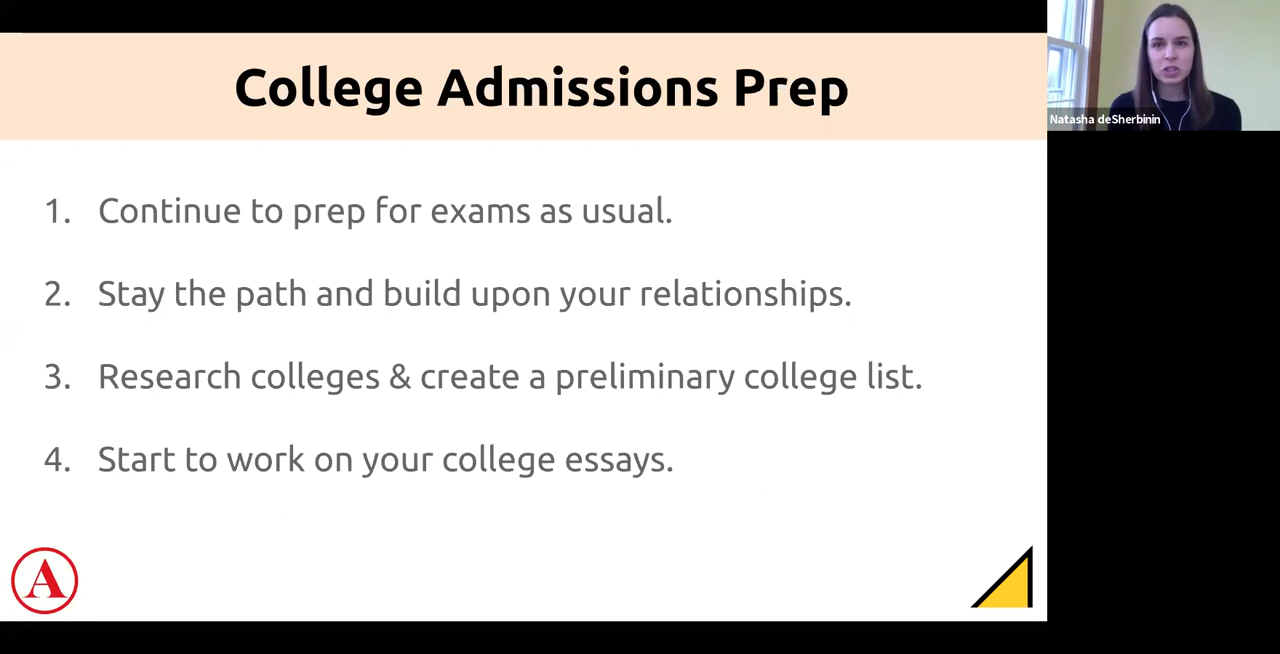 College Admissions Prep
Natasha deSherbinin
1. Continue to prep for exams as usual.
2. Stay the path and build upon your relationships.
3. Research colleges & create a preliminary college list.
4. Start to work on your college essays.
A